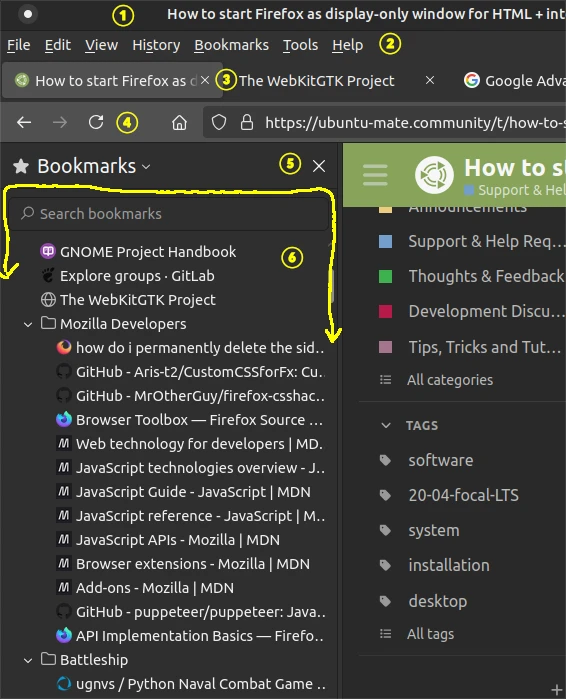 1 How to start Firefox as display-only window for HTML + int
File Edit View History Bookmarks Tools Help 2
How to start Firefox as d 3 The WebKitGTK Project Google Adva
4 https://ubuntu-mate.community/t/how-to-s
Bookmarks 5
How to st
Support & Hel
Search bookmarks
6
GNOME Project Handbook
Explore groups · GitLab
The WebKitGTK Project
Mozilla Developers
how do i permanently delete the sid…
GitHub - Aris-t2/CustomCSSforFx: Cu…
GitHub - MrOtherGuy/firefox-csshac…
Browser Toolbox — Firefox Source …
Web technology for developers | MD…
JavaScript technologies overview - J…
JavaScript Guide - JavaScript | MDN
JavaScript reference - JavaScript | M…
JavaScript APIs - Mozilla | MDN
Browser extensions - Mozilla | MDN
Add-ons - Mozilla | MDN
GitHub - puppeteer/puppeteer: Java…
API Implementation Basics — Firefo…
Battleship
ugnvs / Python Naval Combat Game …
Announcements
Support & Help Req…
Thoughts & Feedback
Development Discu…
Tips, Tricks and Tut…
All categories
TAGS
software
20-04-focal-LTS
system
installation
desktop
All tags